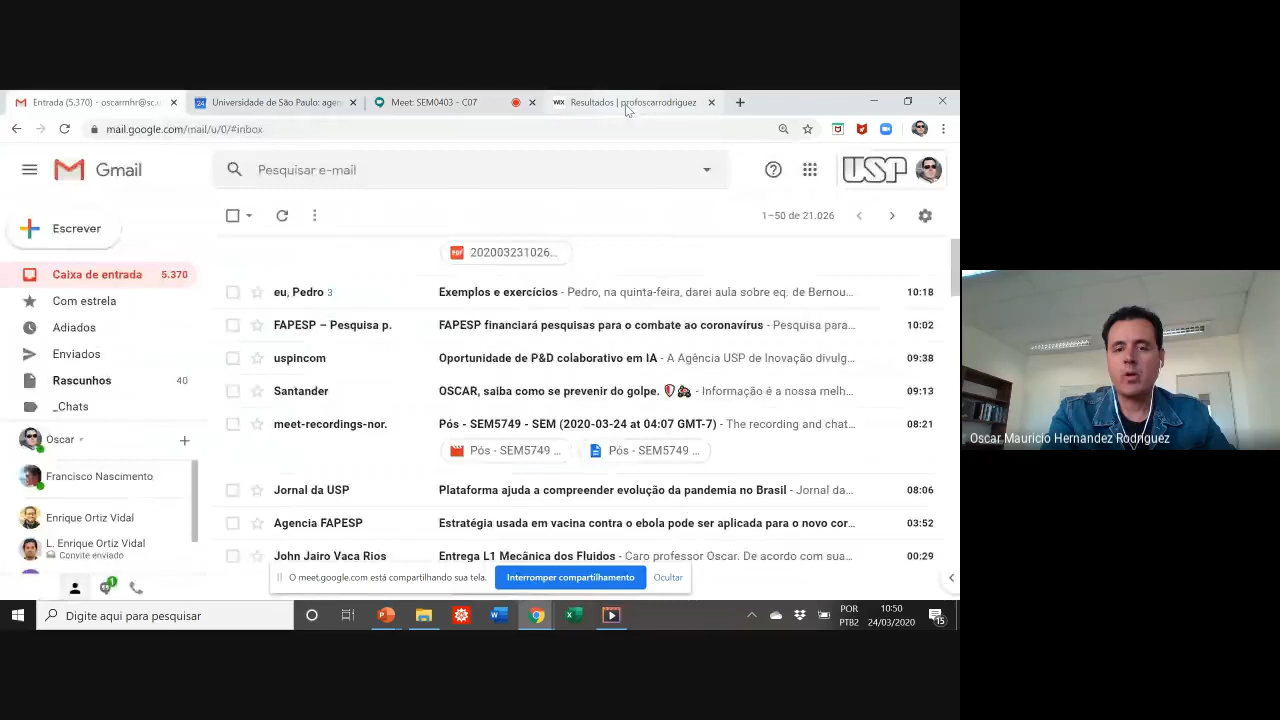 Entrada (5.370) - oscarmhr@sc.u
Universidade de São Paulo: agen
Meet: SEM0403 - C07
WIX Resultados | profoscarrodriguez
mail.google.com/mail/u/0/#inbox
Gmail
Pesquisar e-mail
USP
Escrever
1–50 de 21.026
Caixa de entrada 5.370
Com estrela
Adiados
Enviados
Rascunhos 40
_Chats
Oscar
Francisco Nascimento
Enrique Ortiz Vidal
L. Enrique Ortiz Vidal
Convite enviado
1
PDF 202003231026...
eu, Pedro 3 Exemplos e exercícios - Pedro, na quinta-feira, darei aula sobre eq. de Bernou... 10:18
FAPESP – Pesquisa p. FAPESP financiará pesquisas para o combate ao coronavírus - Pesquisa para... 10:02
uspincom Oportunidade de P&D colaborativo em IA - A Agência USP de Inovação divulg... 09:38
Santander OSCAR, saiba como se prevenir do golpe. - Informação é a nossa melh... 09:13
meet-recordings-nor. Pós - SEM5749 - SEM (2020-03-24 at 04:07 GMT-7) - The recording and chat... 08:21
Pós - SEM5749 ... Pós - SEM5749 ...
Jornal da USP Plataforma ajuda a compreender evolução da pandemia no Brasil - Jornal da... 08:06
Agencia FAPESP Estratégia usada em vacina contra o ebola pode ser aplicada para o novo cor... 03:52
John Jairo Vaca Rios Entrega L1 Mecânica dos Fluidos - Caro professor Oscar. De acordo com sua... 00:29
O meet.google.com está compartilhando sua tela. Interromper compartilhamento Ocultar
Digite aqui para pesquisar
POR
PTB2
10:50
24/03/2020
15
Oscar Mauricio Hernandez Rodriguez